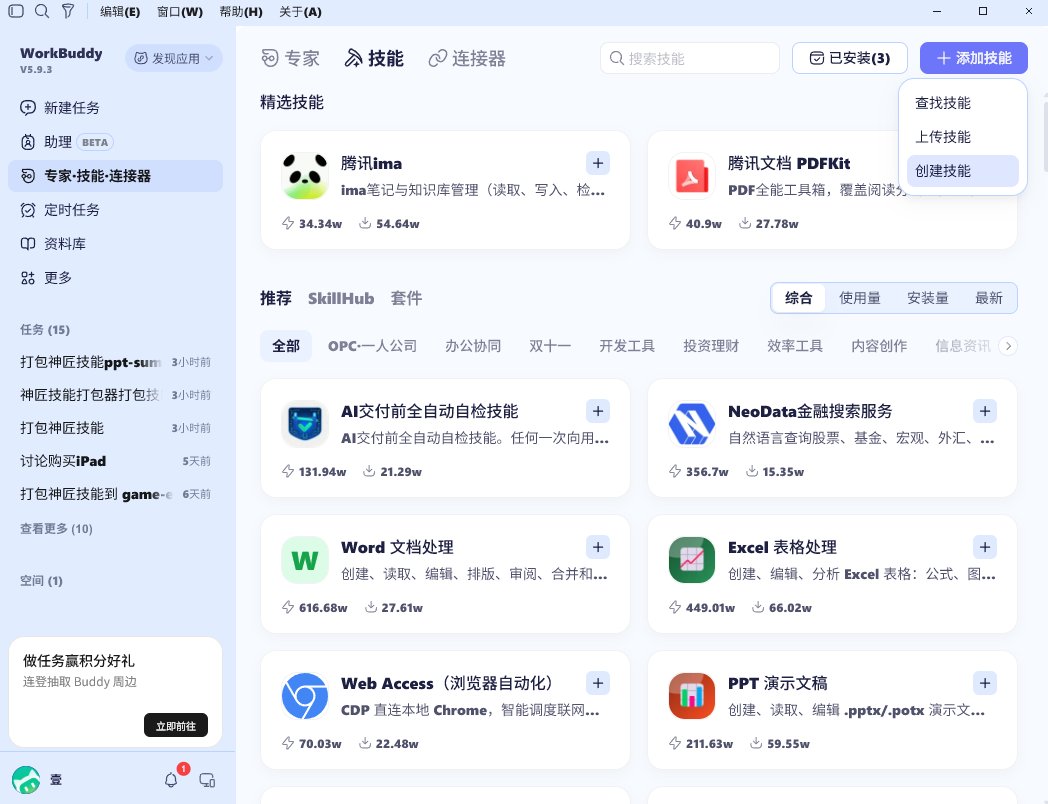 编辑(E) 窗口(W) 帮助(H) 关于(A)
WorkBuddy
V5.9.3
发现应用
新建任务
助理 BETA
专家·技能·连接器
定时任务
资料库
更多
任务 (15)
打包神匠技能ppt-sum 3小时前
神匠技能打包器打包技 3小时前
打包神匠技能 3小时前
讨论购买iPad 5天前
打包神匠技能到 game-e 6天前
查看更多 (10)
空间 (1)
做任务赢积分好礼
连登抽取 Buddy 周边
立即前往
壹
1
专家 技能 连接器
搜索技能
已安装(3)
添加技能
查找技能
上传技能
创建技能
精选技能
腾讯ima
ima笔记与知识库管理（读取、写入、检...
34.34w 54.64w
腾讯文档 PDFKit
PDF全能工具箱，覆盖阅读分
40.9w 27.78w
推荐 SkillHub 套件
综合 使用量 安装量 最新
全部 OPC·一人公司 办公协同 双十一 开发工具 投资理财 效率工具 内容创作 信息资讯
AI交付前全自动自检技能
AI交付前全自动自检技能。任何一次向用...
131.94w 21.29w
NeoData金融搜索服务
自然语言查询股票、基金、宏观、外汇、...
356.7w 15.35w
Word 文档处理
创建、读取、编辑、排版、审阅、合并和...
616.68w 27.61w
Excel 表格处理
创建、编辑、分析 Excel 表格：公式、图...
449.01w 66.02w
Web Access（浏览器自动化）
CDP 直连本地 Chrome，智能调度联网...
70.03w 22.48w
PPT 演示文稿
创建、读取、编辑 .pptx/.potx 演示文...
211.63w 59.55w